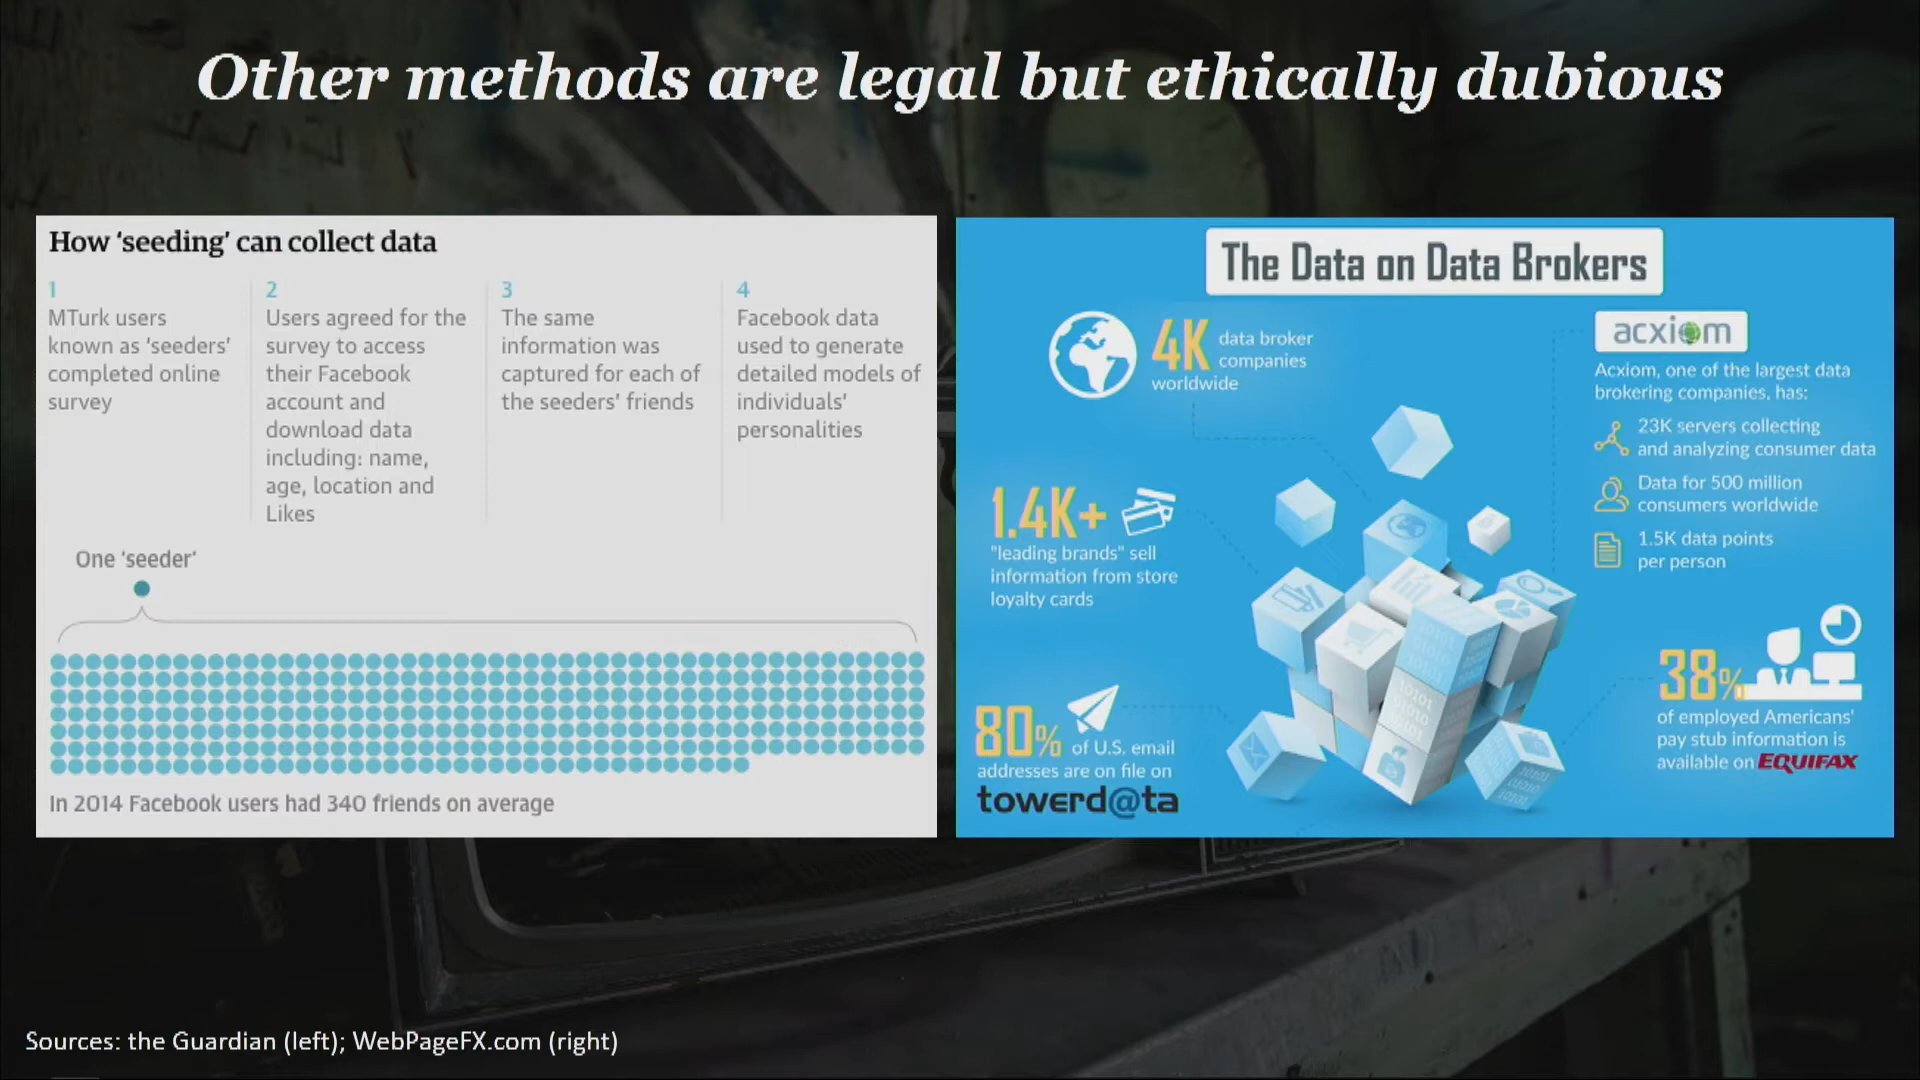 Other methods are legal but ethically dubious
How ‘seeding’ can collect data
1
MTurk users
known as ‘seeders’
completed online
survey
2
Users agreed for the
survey to access
their Facebook
account and
download data
including: name,
age, location and
Likes
3
The same
information was
captured for each of
the seeders’ friends
4
Facebook data
used to generate
detailed models of
individuals’
personalities
One ‘seeder’
In 2014 Facebook users had 340 friends on average
The Data on Data Brokers
4K data broker
companies
worldwide
1.4K+
"leading brands" sell
information from store
loyalty cards
80% of U.S. email
addresses are on file on
towerd@ta
acxiom
Acxiom, one of the largest data
brokering companies, has:
23K servers collecting
and analyzing consumer data
Data for 500 million
consumers worldwide
1.5K data points
per person
38%
of employed Americans'
pay stub information is
available on EQUIFAX
Sources: the Guardian (left); WebPageFX.com (right)